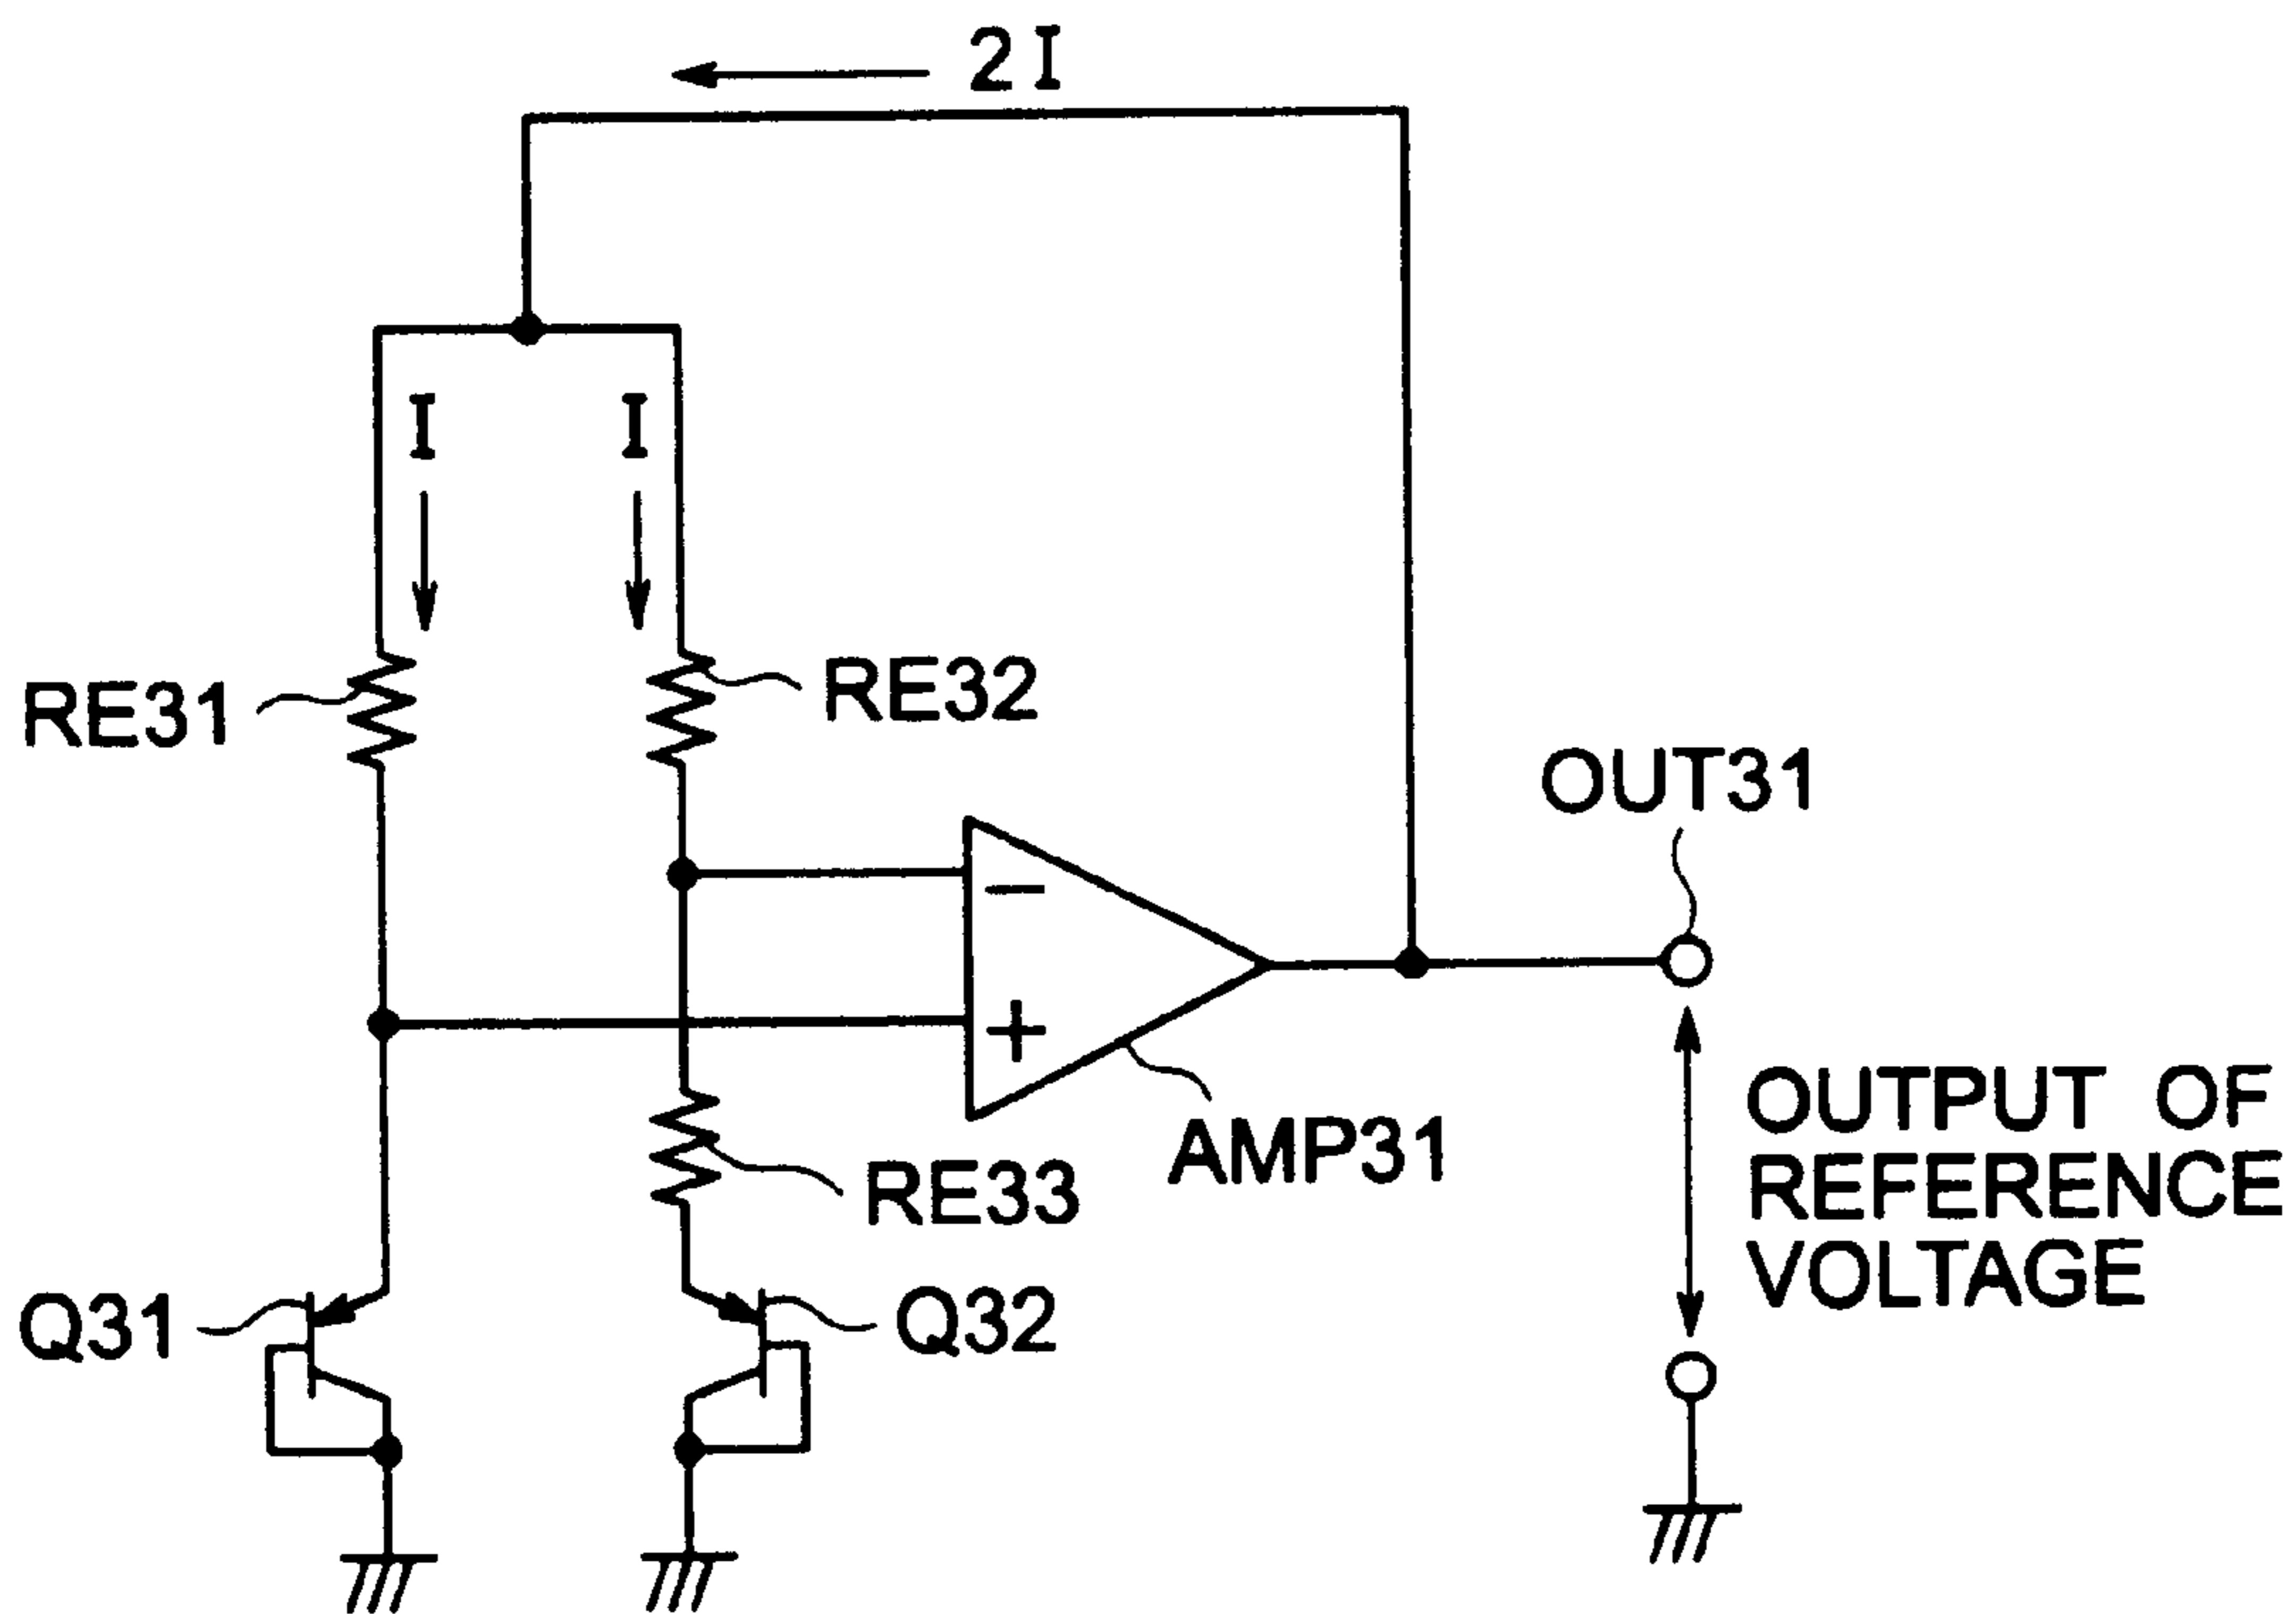 2I
I
I
RE31
RE32
OUT31
-
+
AMP31
RE33
OUTPUT OF
REFERENCE
VOLTAGE
Q31
Q32